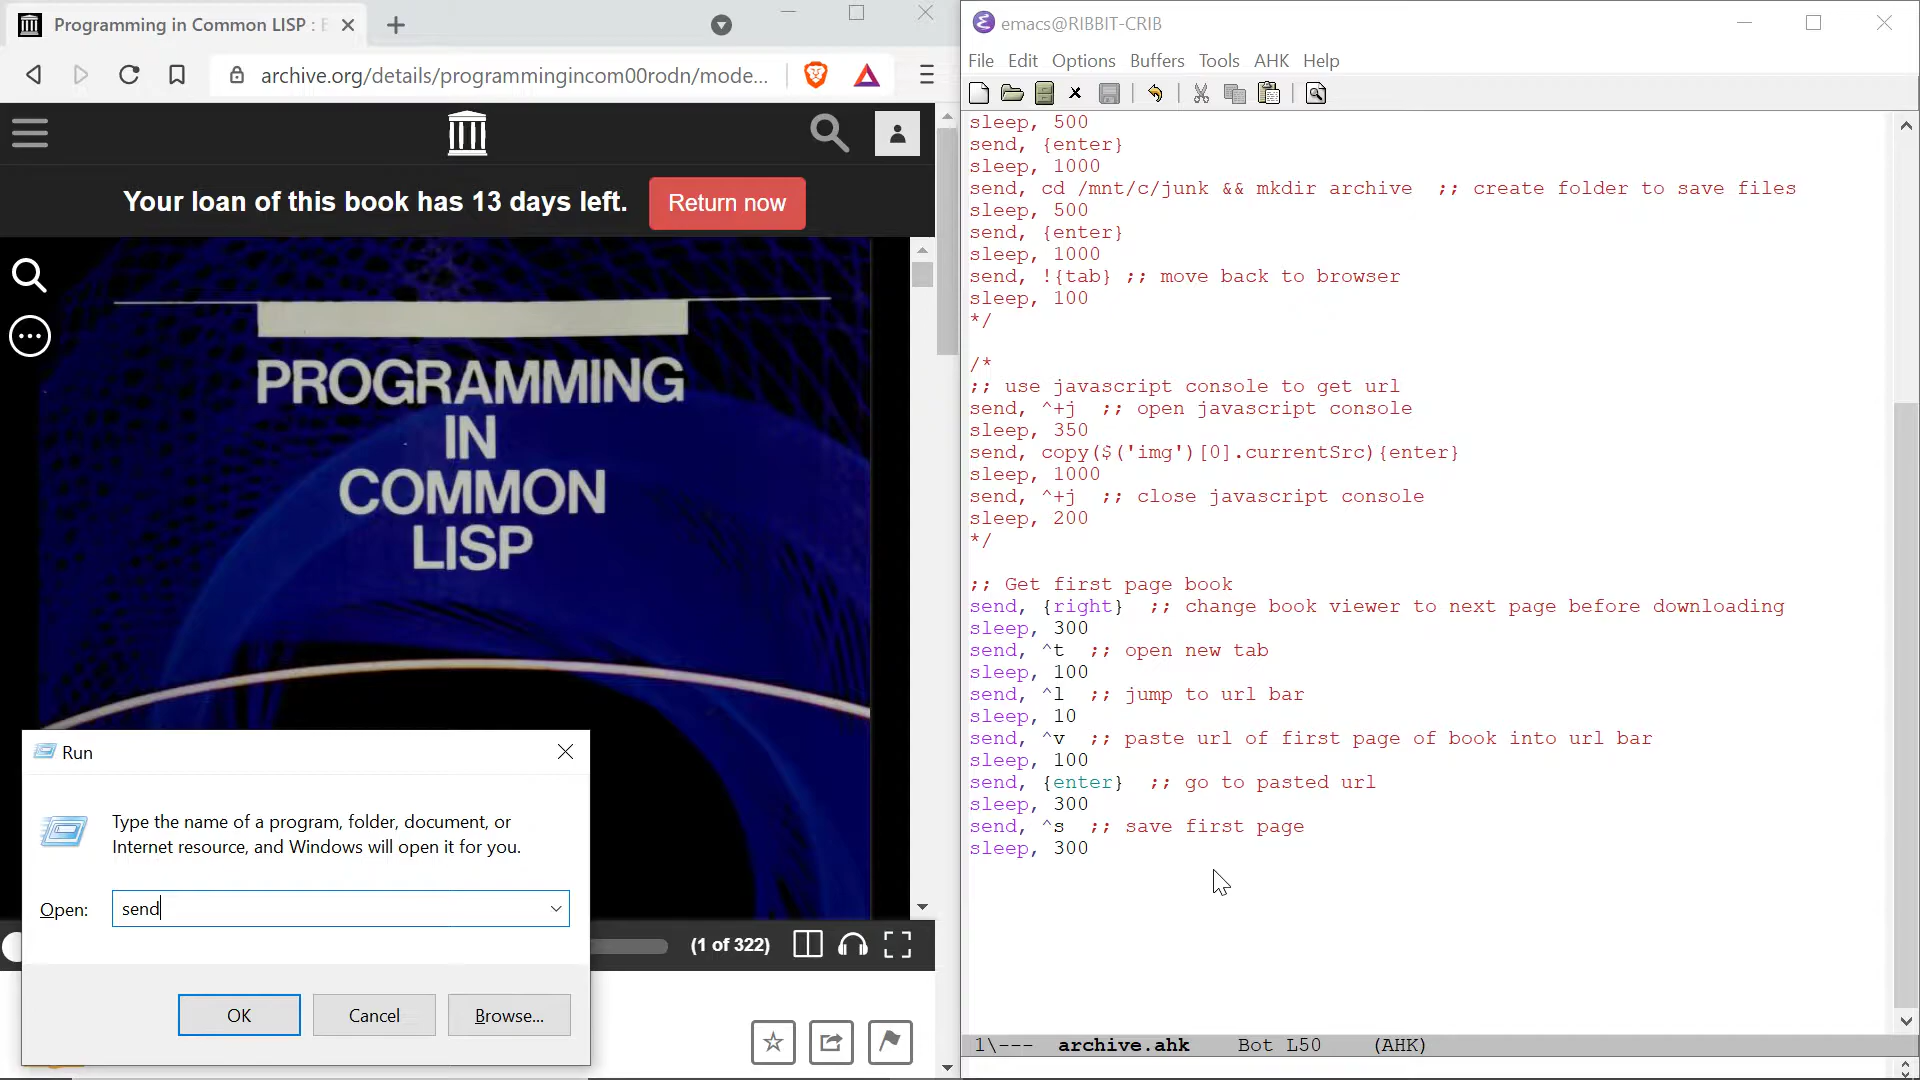 Programming in Common LISP : E
archive.org/details/programmingincom00rodn/mode...
Your loan of this book has 13 days left.
Return now
PROGRAMMING
IN
COMMON
LISP
(1 of 322)
Run
Type the name of a program, folder, document, or
Internet resource, and Windows will open it for you.
Open:
send
OK
Cancel
Browse...
emacs@RIBBIT-CRIB
File Edit Options Buffers Tools AHK Help
sleep, 500
send, {enter}
sleep, 1000
send, cd /mnt/c/junk && mkdir archive  ;; create folder to save files
sleep, 500
send, {enter}
sleep, 1000
send, !{tab} ;; move back to browser
sleep, 100
*/
/*
;; use javascript console to get url
send, ^+j  ;; open javascript console
sleep, 350
send, copy($('img')[0].currentSrc){enter}
sleep, 1000
send, ^+j  ;; close javascript console
sleep, 200
*/
;; Get first page book
send, {right}  ;; change book viewer to next page before downloading
sleep, 300
send, ^t  ;; open new tab
sleep, 100
send, ^l  ;; jump to url bar
sleep, 10
send, ^v  ;; paste url of first page of book into url bar
sleep, 100
send, {enter}  ;; go to pasted url
sleep, 300
send, ^s  ;; save first page
sleep, 300
1\---  archive.ahk    Bot L50    (AHK)